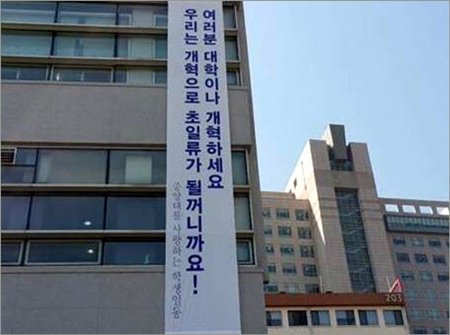 여러분 대학이나 개혁하세요
우리는 개혁으로 초일류가 될꺼니까요!
중앙대를 사랑하는 학생일동
203